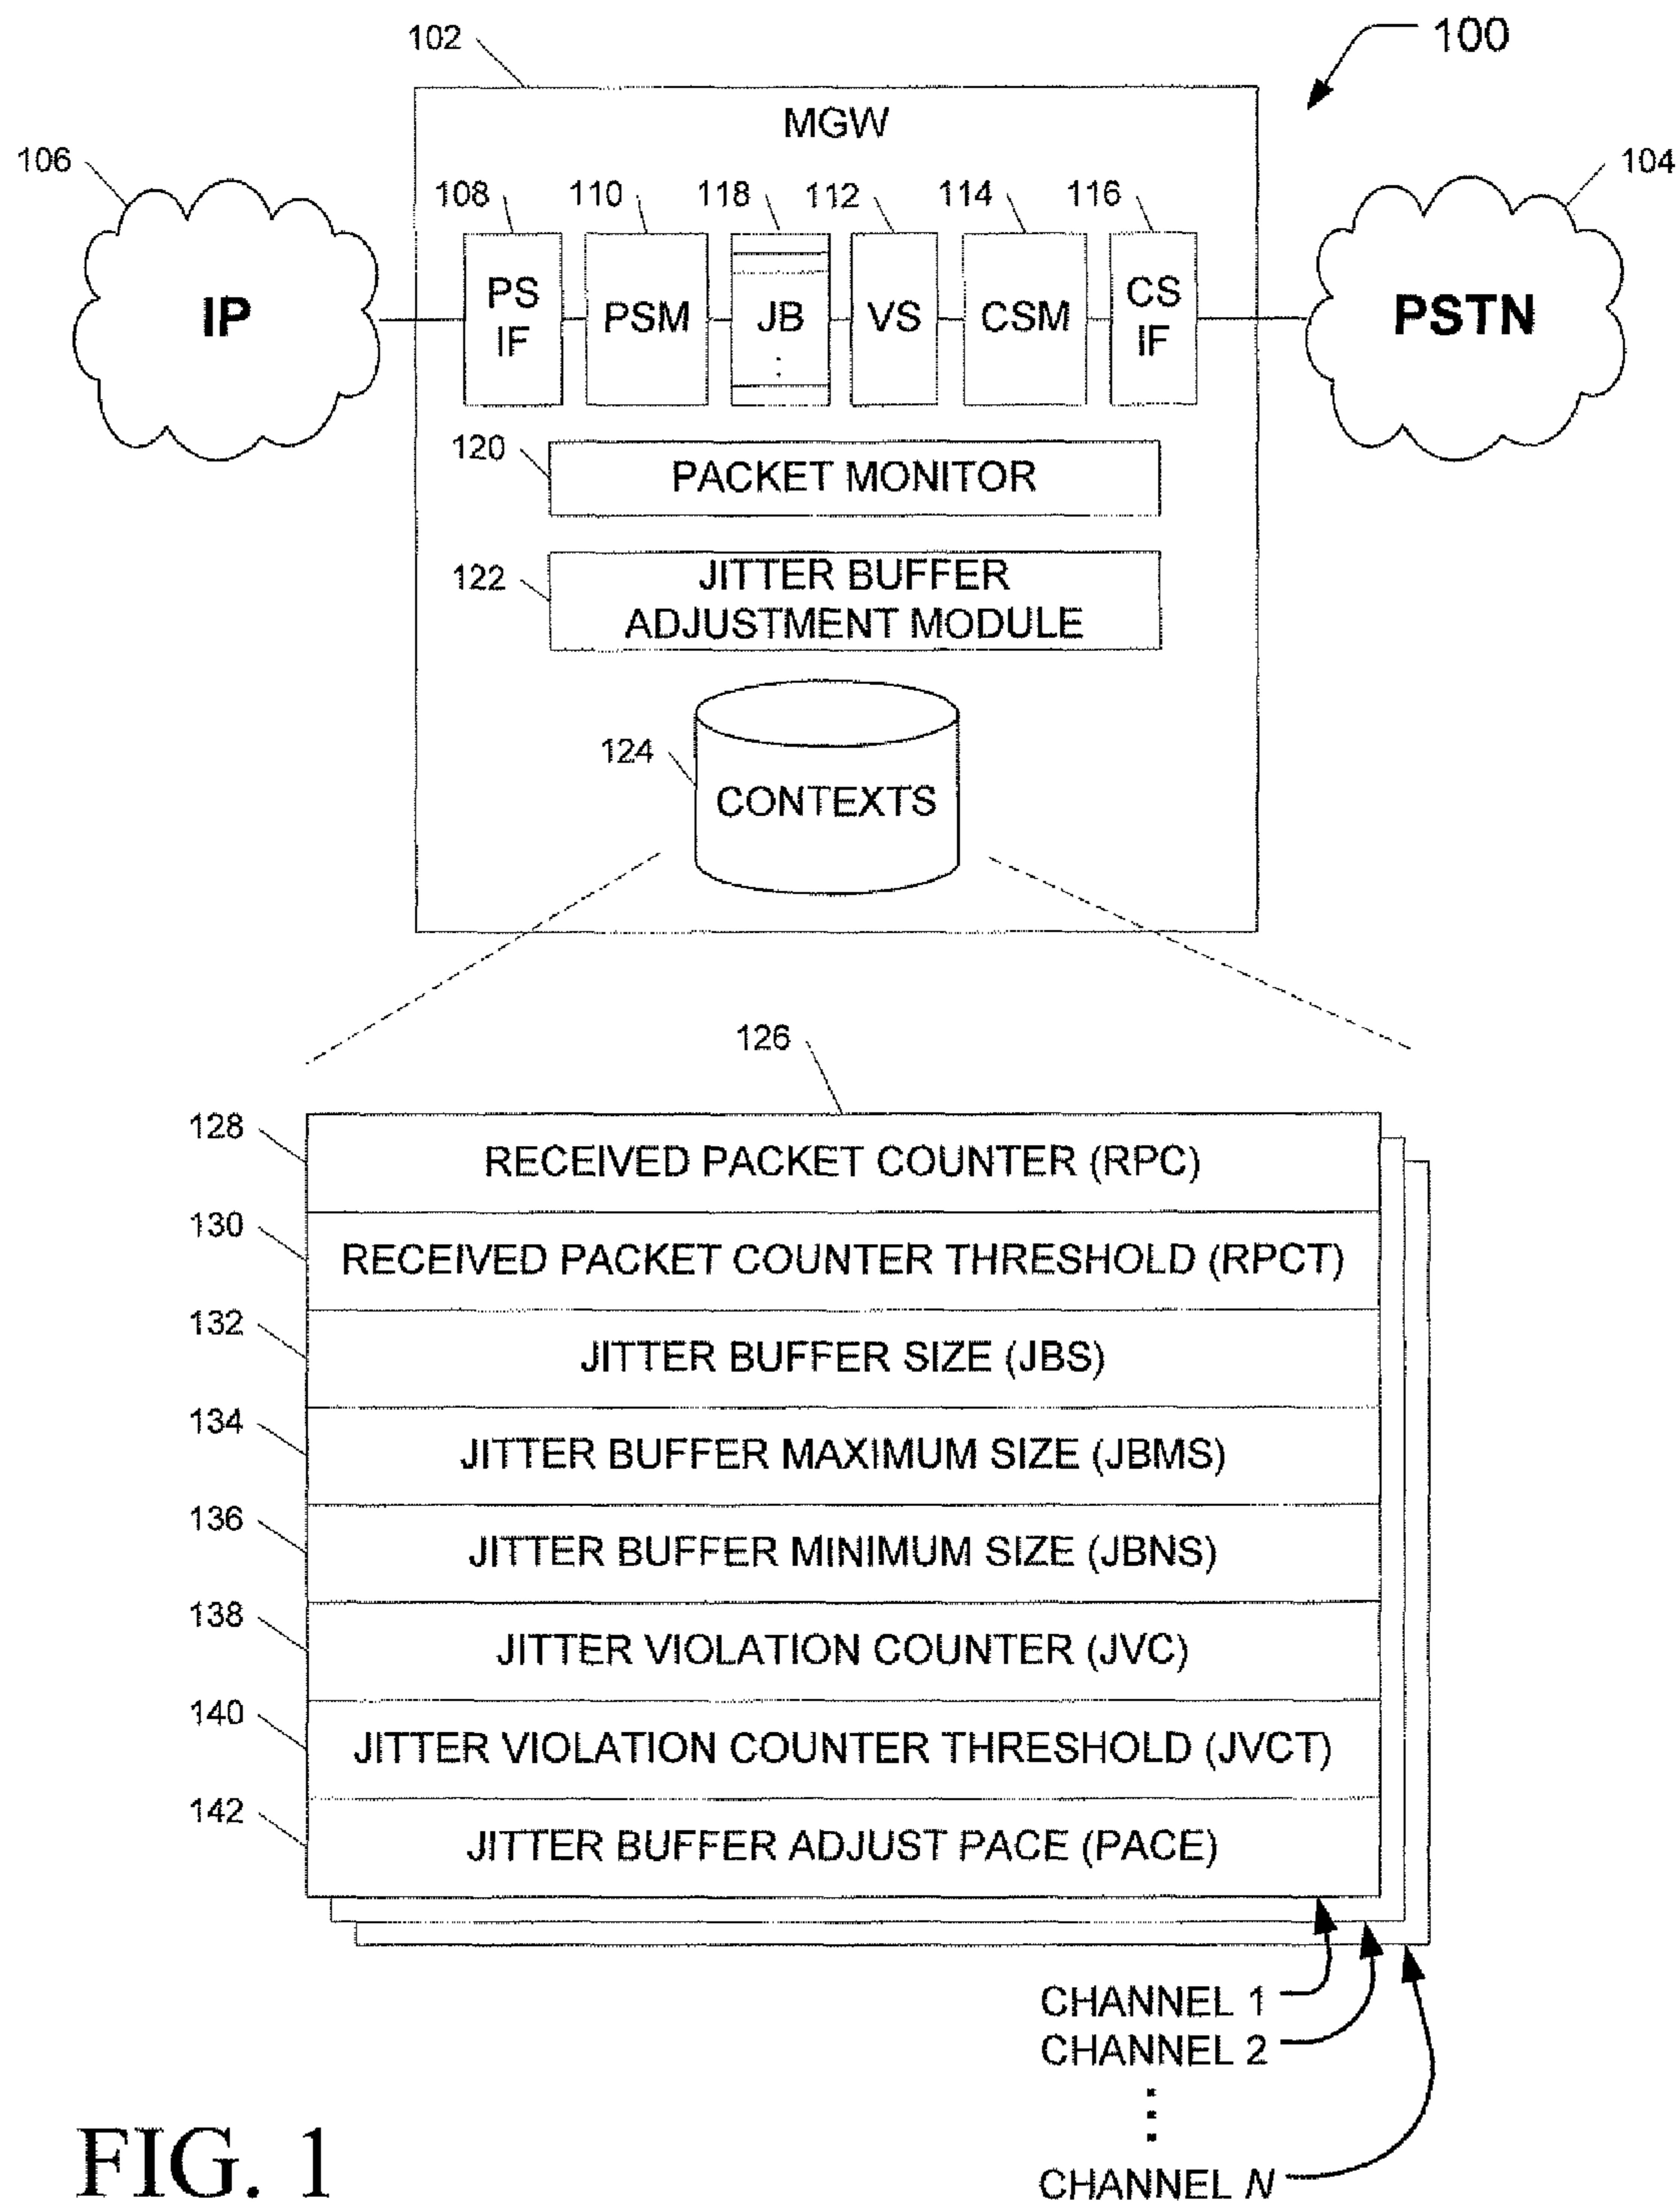 102
100
MGW
106
104
108
110
118
112
114
116
IP
PS
IF
PSM
JB
VS
CSM
CS
IF
PSTN
120
PACKET MONITOR
122
JITTER BUFFER
ADJUSTMENT MODULE
124
CONTEXTS
126
128
RECEIVED PACKET COUNTER (RPC)
130
RECEIVED PACKET COUNTER THRESHOLD (RPCT)
132
JITTER BUFFER SIZE (JBS)
134
JITTER BUFFER MAXIMUM SIZE (JBMS)
136
JITTER BUFFER MINIMUM SIZE (JBNS)
138
JITTER VIOLATION COUNTER (JVC)
140
JITTER VIOLATION COUNTER THRESHOLD (JVCT)
142
JITTER BUFFER ADJUST PACE (PACE)
CHANNEL 1
CHANNEL 2
CHANNEL N
FIG. 1